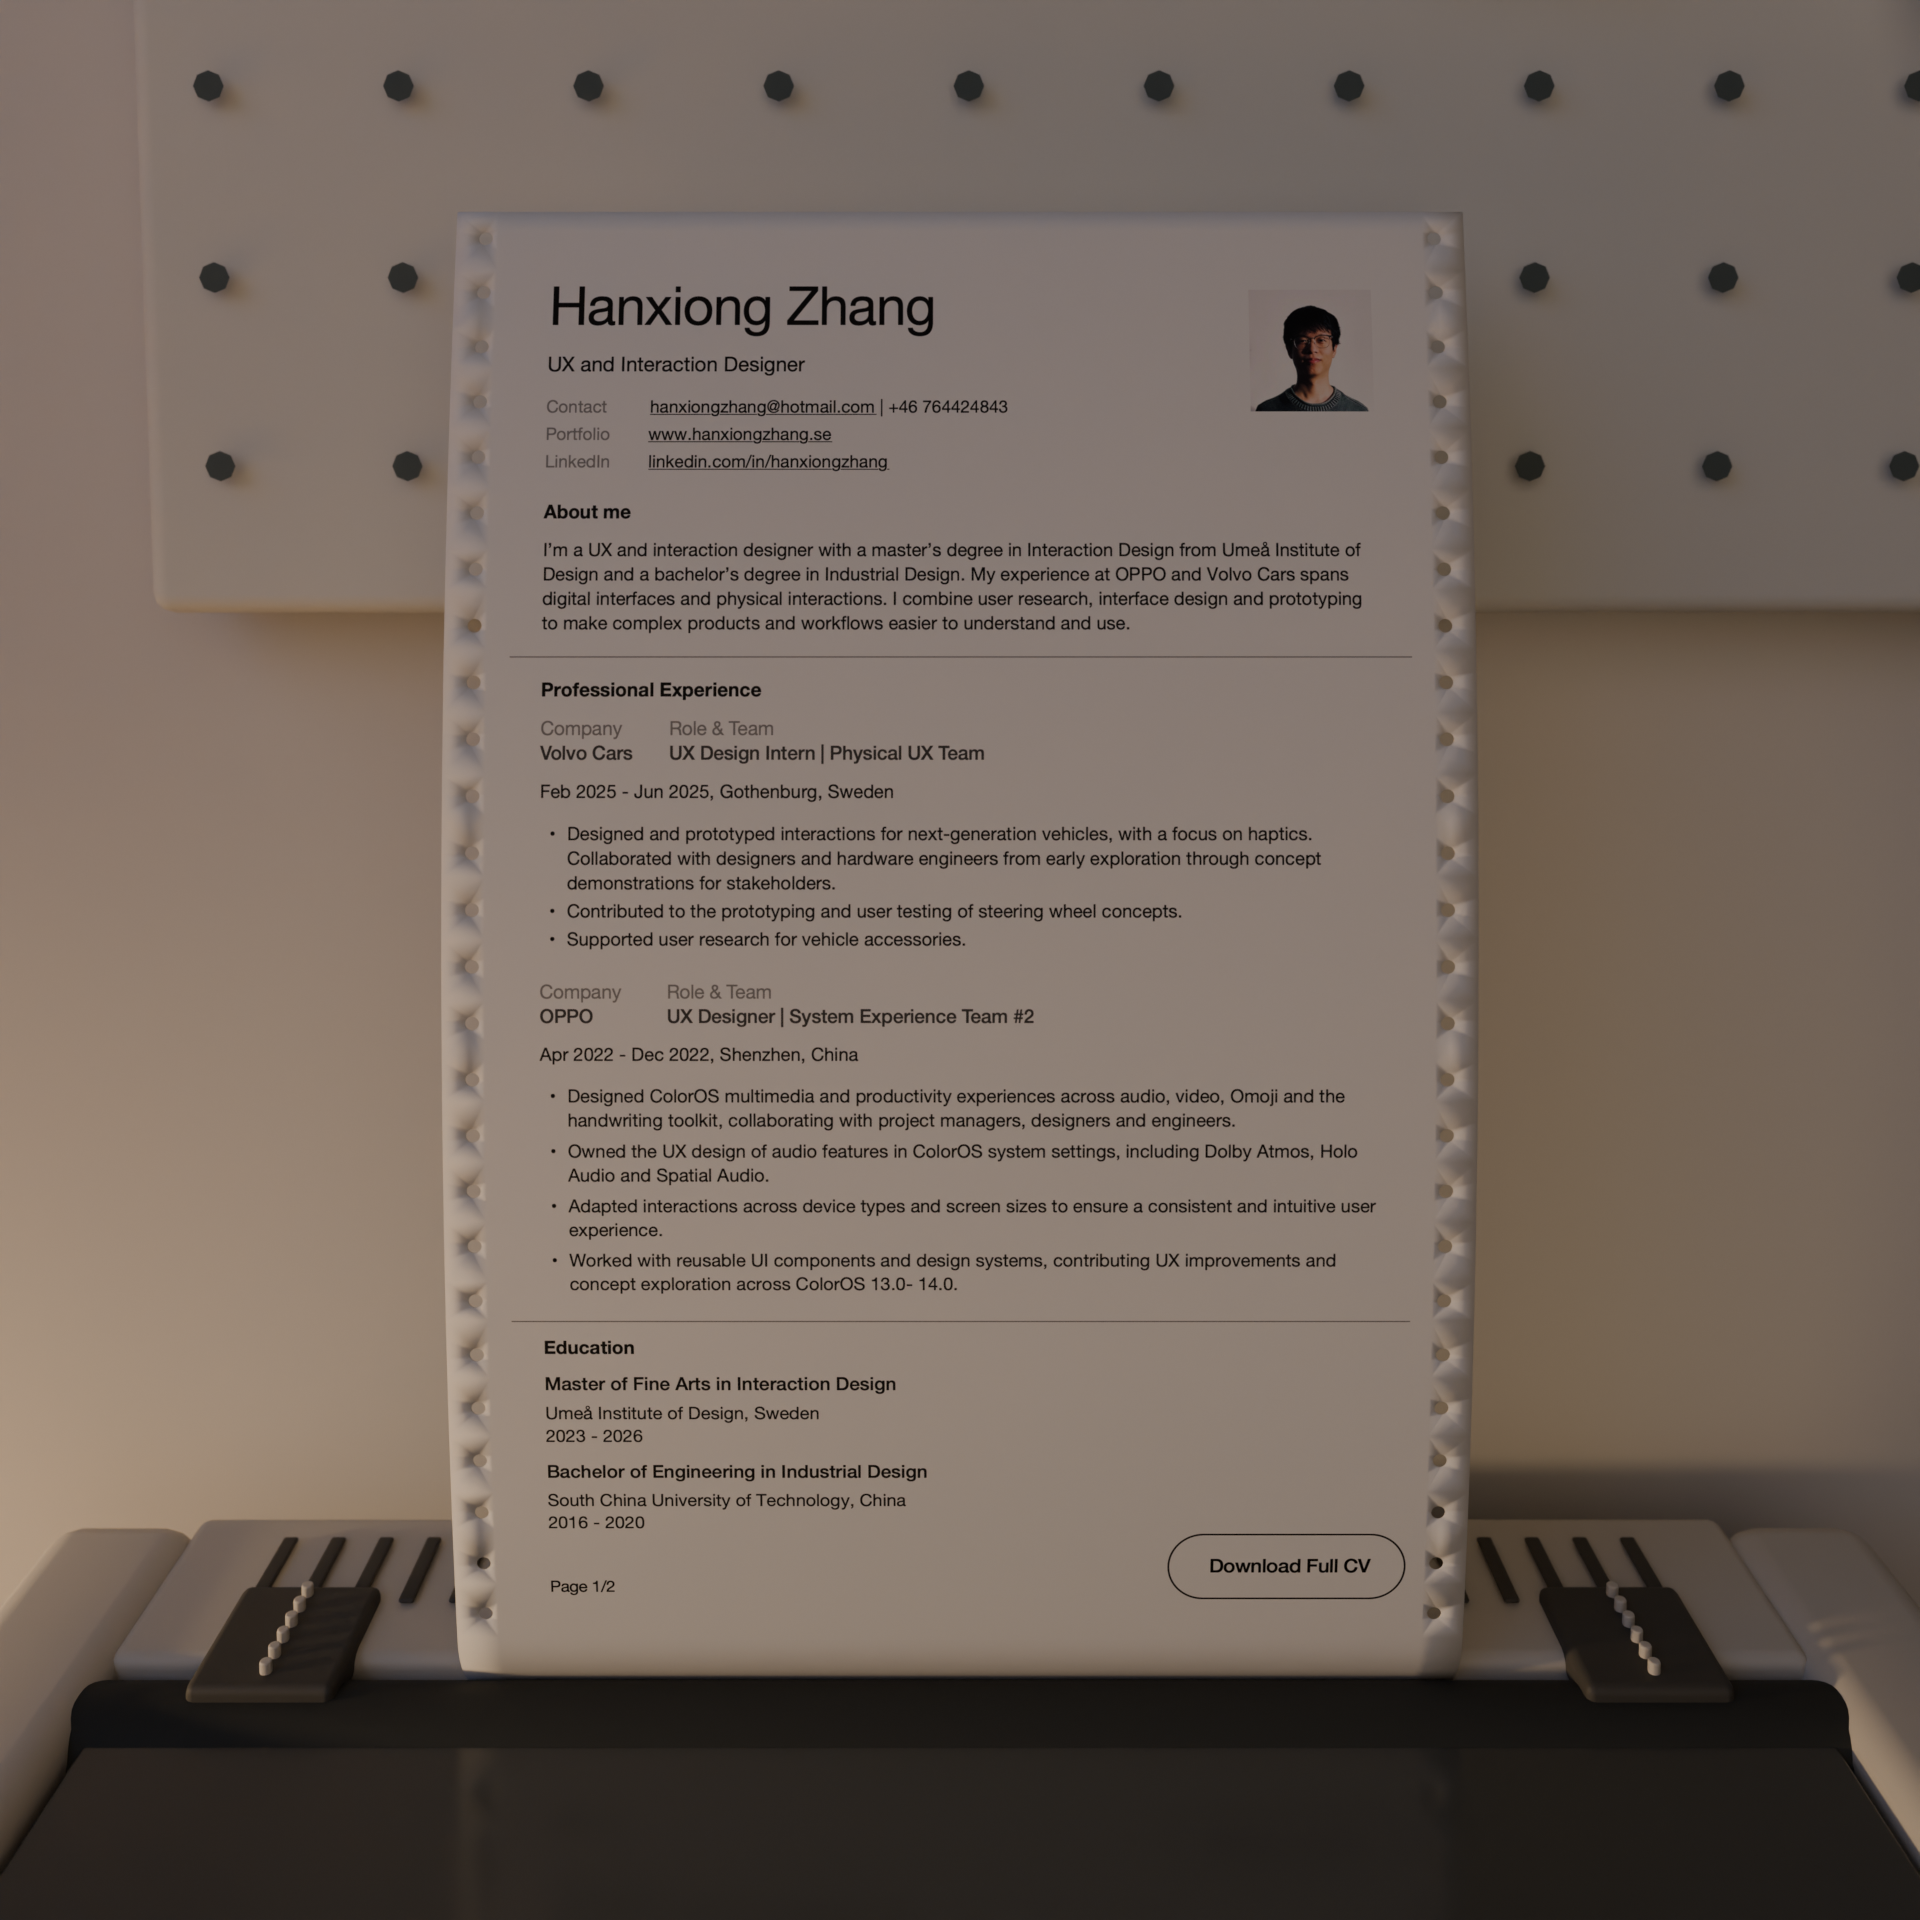 Hanxiong Zhang
UX and Interaction Designer
Contact hanxiongzhang@hotmail.com | +46 764424843
Portfolio www.hanxiongzhang.se
LinkedIn linkedin.com/in/hanxiongzhang
About me
I’m a UX and interaction designer with a master’s degree in Interaction Design from Umeå Institute of
Design and a bachelor’s degree in Industrial Design. My experience at OPPO and Volvo Cars spans
digital interfaces and physical interactions. I combine user research, interface design and prototyping
to make complex products and workflows easier to understand and use.
Professional Experience
Company Role & Team
Volvo Cars UX Design Intern | Physical UX Team
Feb 2025 - Jun 2025, Gothenburg, Sweden
• Designed and prototyped interactions for next-generation vehicles, with a focus on haptics.
Collaborated with designers and hardware engineers from early exploration through concept
demonstrations for stakeholders.
• Contributed to the prototyping and user testing of steering wheel concepts.
• Supported user research for vehicle accessories.
Company Role & Team
OPPO UX Designer | System Experience Team #2
Apr 2022 - Dec 2022, Shenzhen, China
• Designed ColorOS multimedia and productivity experiences across audio, video, Omoji and the
handwriting toolkit, collaborating with project managers, designers and engineers.
• Owned the UX design of audio features in ColorOS system settings, including Dolby Atmos, Holo
Audio and Spatial Audio.
• Adapted interactions across device types and screen sizes to ensure a consistent and intuitive user
experience.
• Worked with reusable UI components and design systems, contributing UX improvements and
concept exploration across ColorOS 13.0- 14.0.
Education
Master of Fine Arts in Interaction Design
Umeå Institute of Design, Sweden
2023 - 2026
Bachelor of Engineering in Industrial Design
South China University of Technology, China
2016 - 2020
Download Full CV
Page 1/2